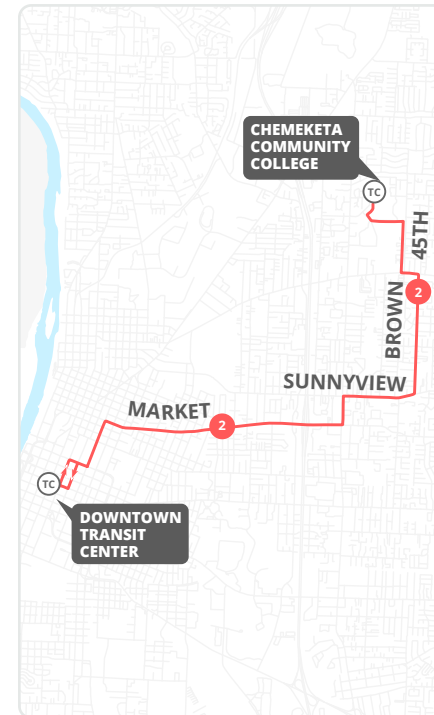 CHEMEKETA
COMMUNITY
COLLEGE
TC
45TH
2
BROWN
SUNNYVIEW
MARKET
2
TC
DOWNTOWN
TRANSIT
CENTER